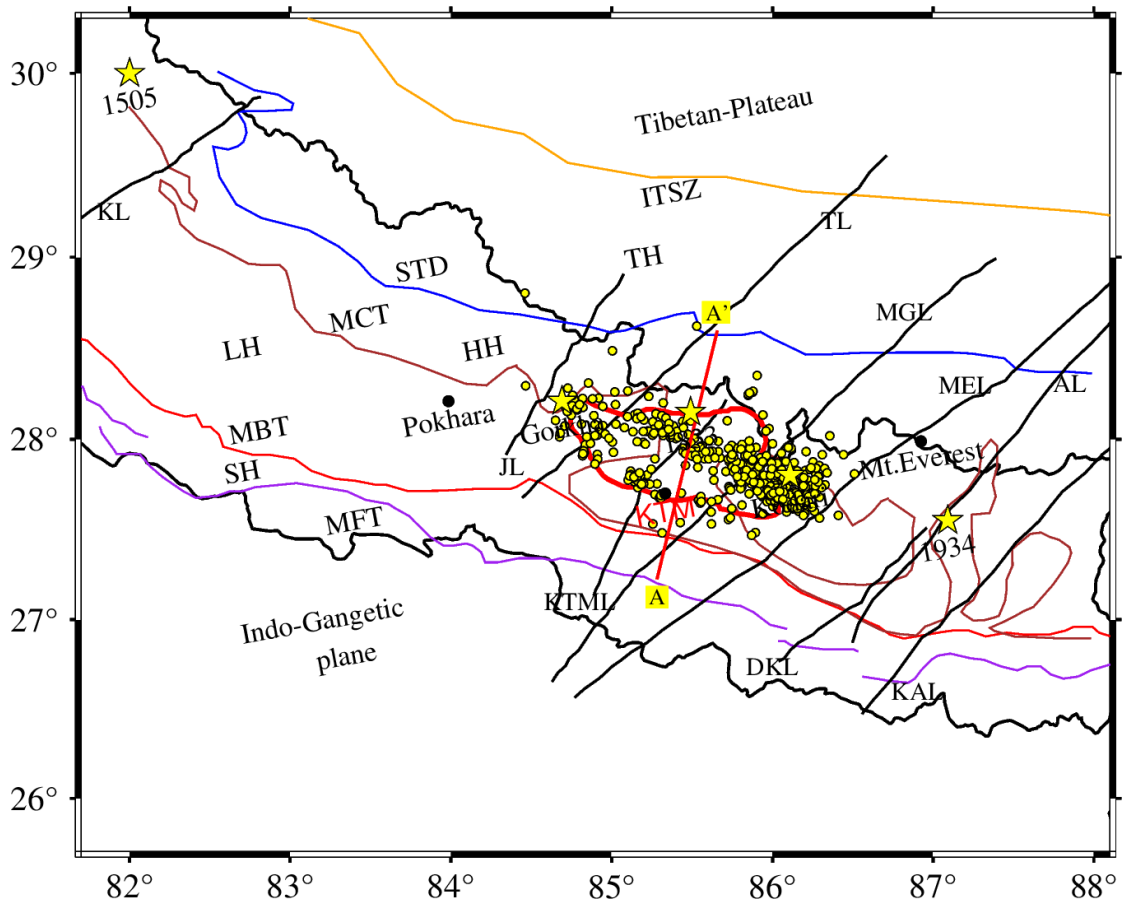 30°
1505
Tibetan-Plateau
ITSZ
KL
TL
29°
TH
STD
MGL
MCT
A'
LH
HH
MEL
AL
Pokhara
MBT
28°
JL
Mt.Everest
SH
MFT
KTM
1934
A
KTML
27°
Indo-Gangetic
plane
DKL
KAL
26°
82°
83°
84°
85°
86°
87°
88°